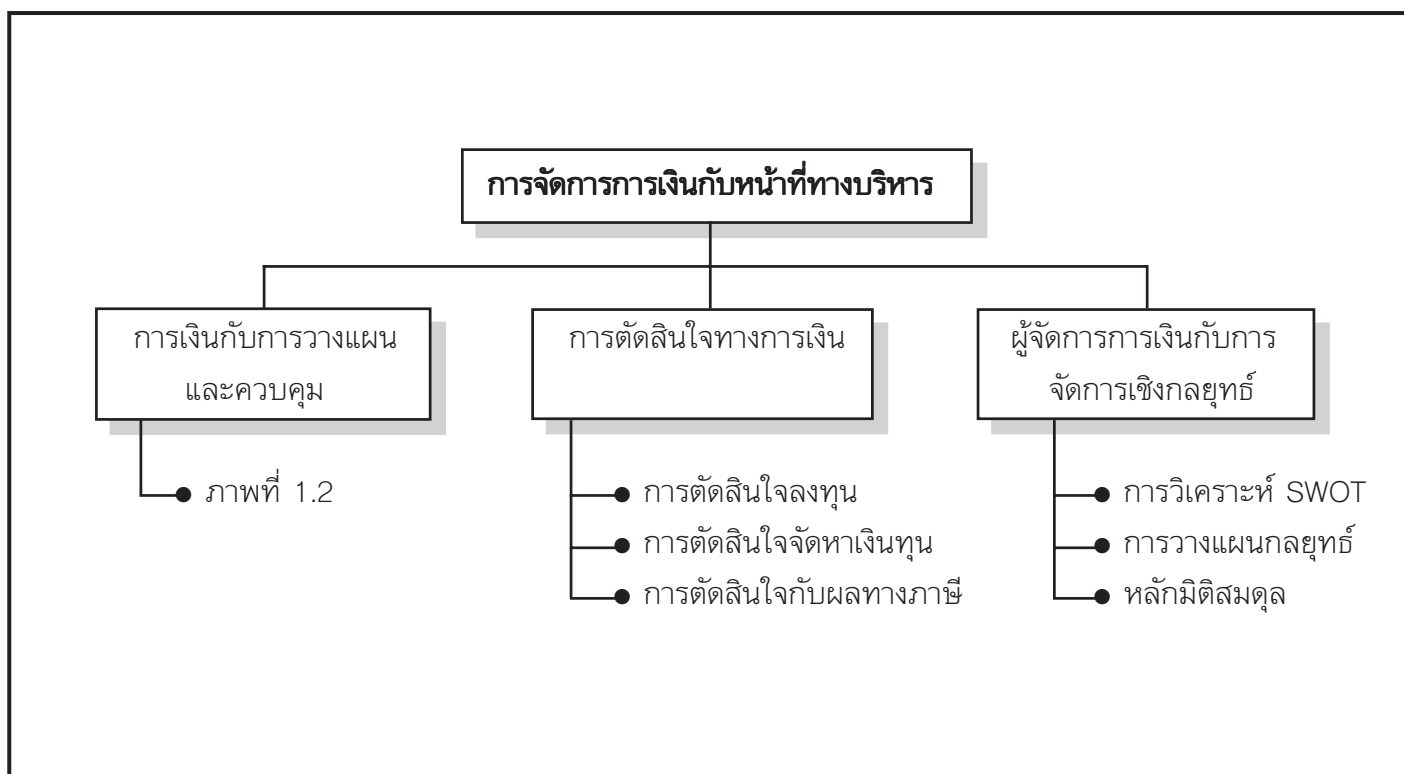 การจัดการการเงินกับหน้าที่ทางบริหาร
การเงินกับการวางแผน
และควบคุม
ภาพที่ 1.2
การตัดสินใจทางการเงิน
การตัดสินใจลงทุน
การตัดสินใจจัดหาเงินทุน
การตัดสินใจกับผลทางภาษี
ผู้จัดการการเงินกับการ
จัดการเชิงกลยุทธ์
การวิเคราะห์ SWOT
การวางแผนกลยุทธ์
หลักมิติสมดุล